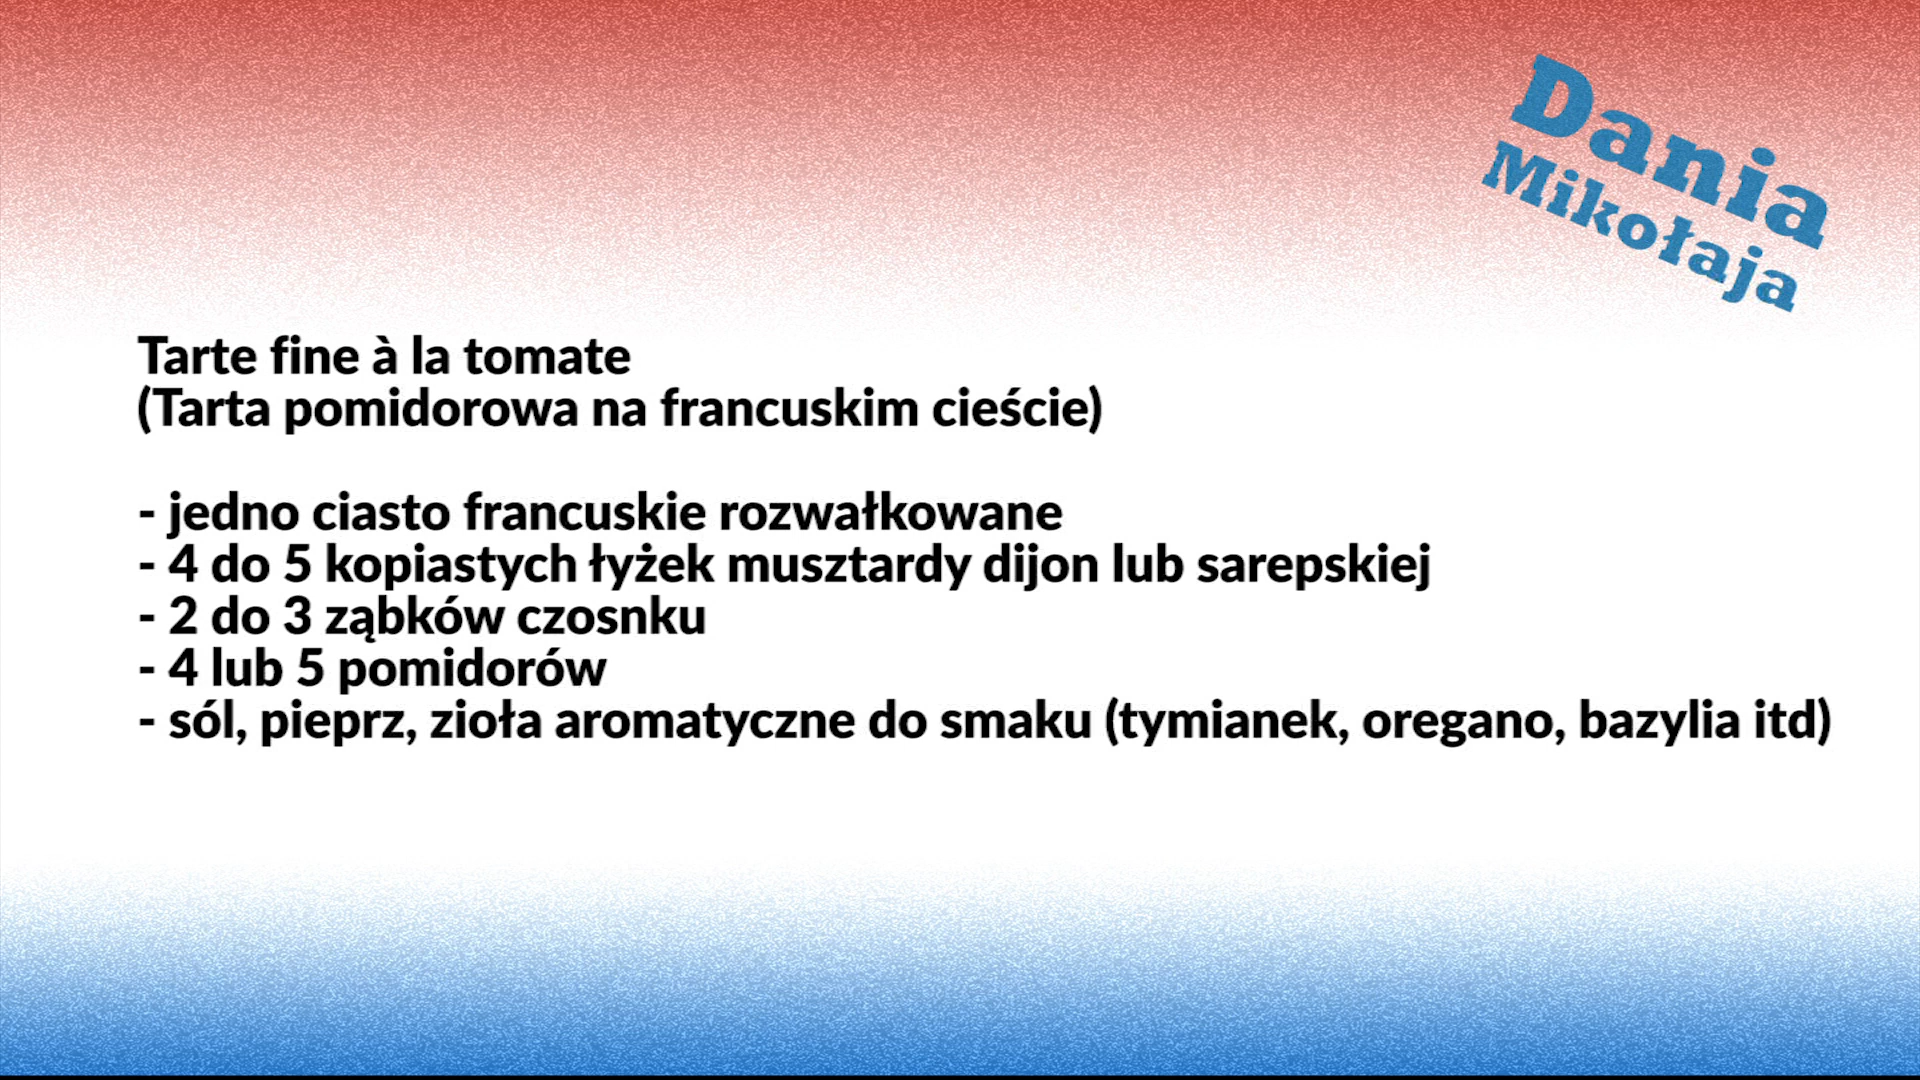 Dania
Mikołaja
Tarte fine à la tomate
(Tarta pomidorowa na francuskim cieście)
- jedno ciasto francuskie rozwałkowane
- 4 do 5 kopiastych łyżek musztardy dijon lub sarepskiej
- 2 do 3 ząbków czosnku
- 4 lub 5 pomidorów
- sól, pieprz, zioła aromatyczne do smaku (tymianek, oregano, bazylia itd)